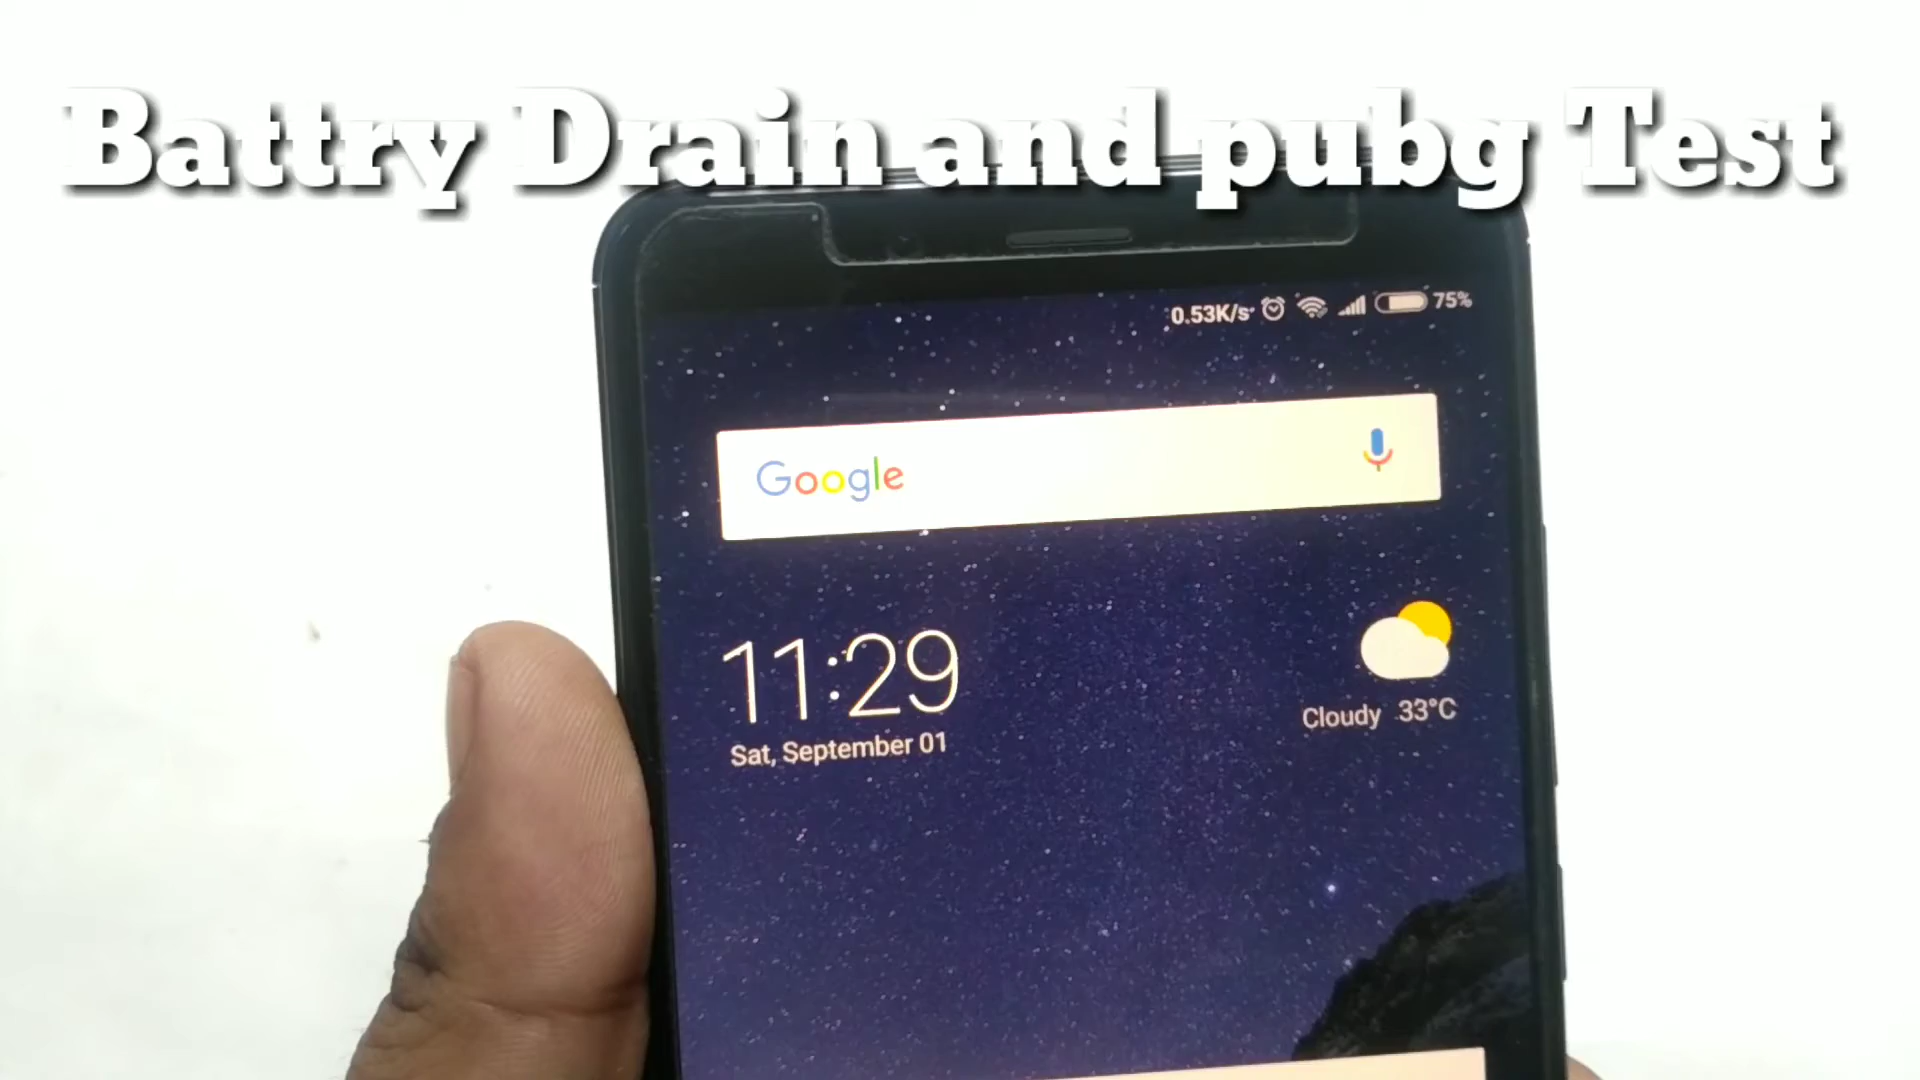 Battry Drain and pubg Test
0.53K/s 75%
Google
11:29
Sat, September 01
Cloudy 33°C